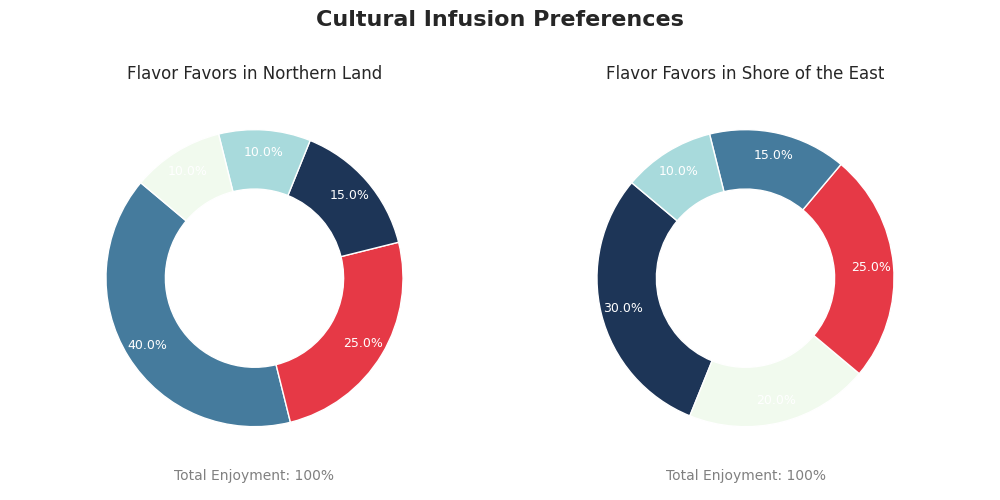 Cultural Infusion Preferences
Flavor Favors in Northern Land
10.0%
10.0%
15.0%
40.0%
25.0%
Total Enjoyment: 100%
Flavor Favors in Shore of the East
15.0%
10.0%
25.0%
30.0%
20.0%
Total Enjoyment: 100%